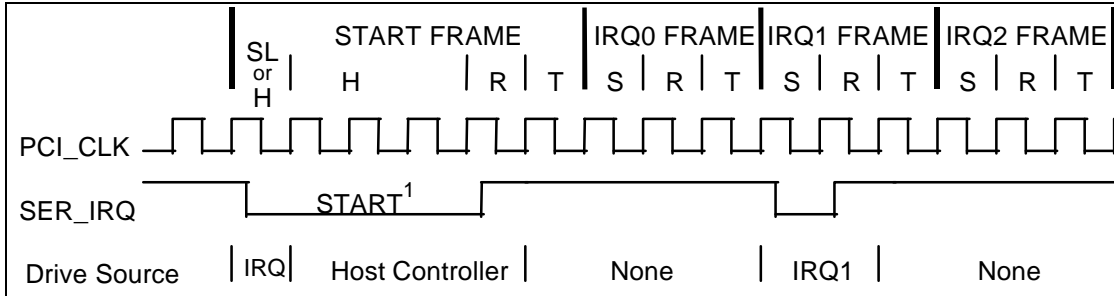 START FRAME IRQ0 FRAME IRQ1 FRAME IRQ2 FRAME
SL
or
H
H R T S R T S R T S R T
PCI_CLK
SER_IRQ START1
Drive Source IRQ Host Controller None IRQ1 None